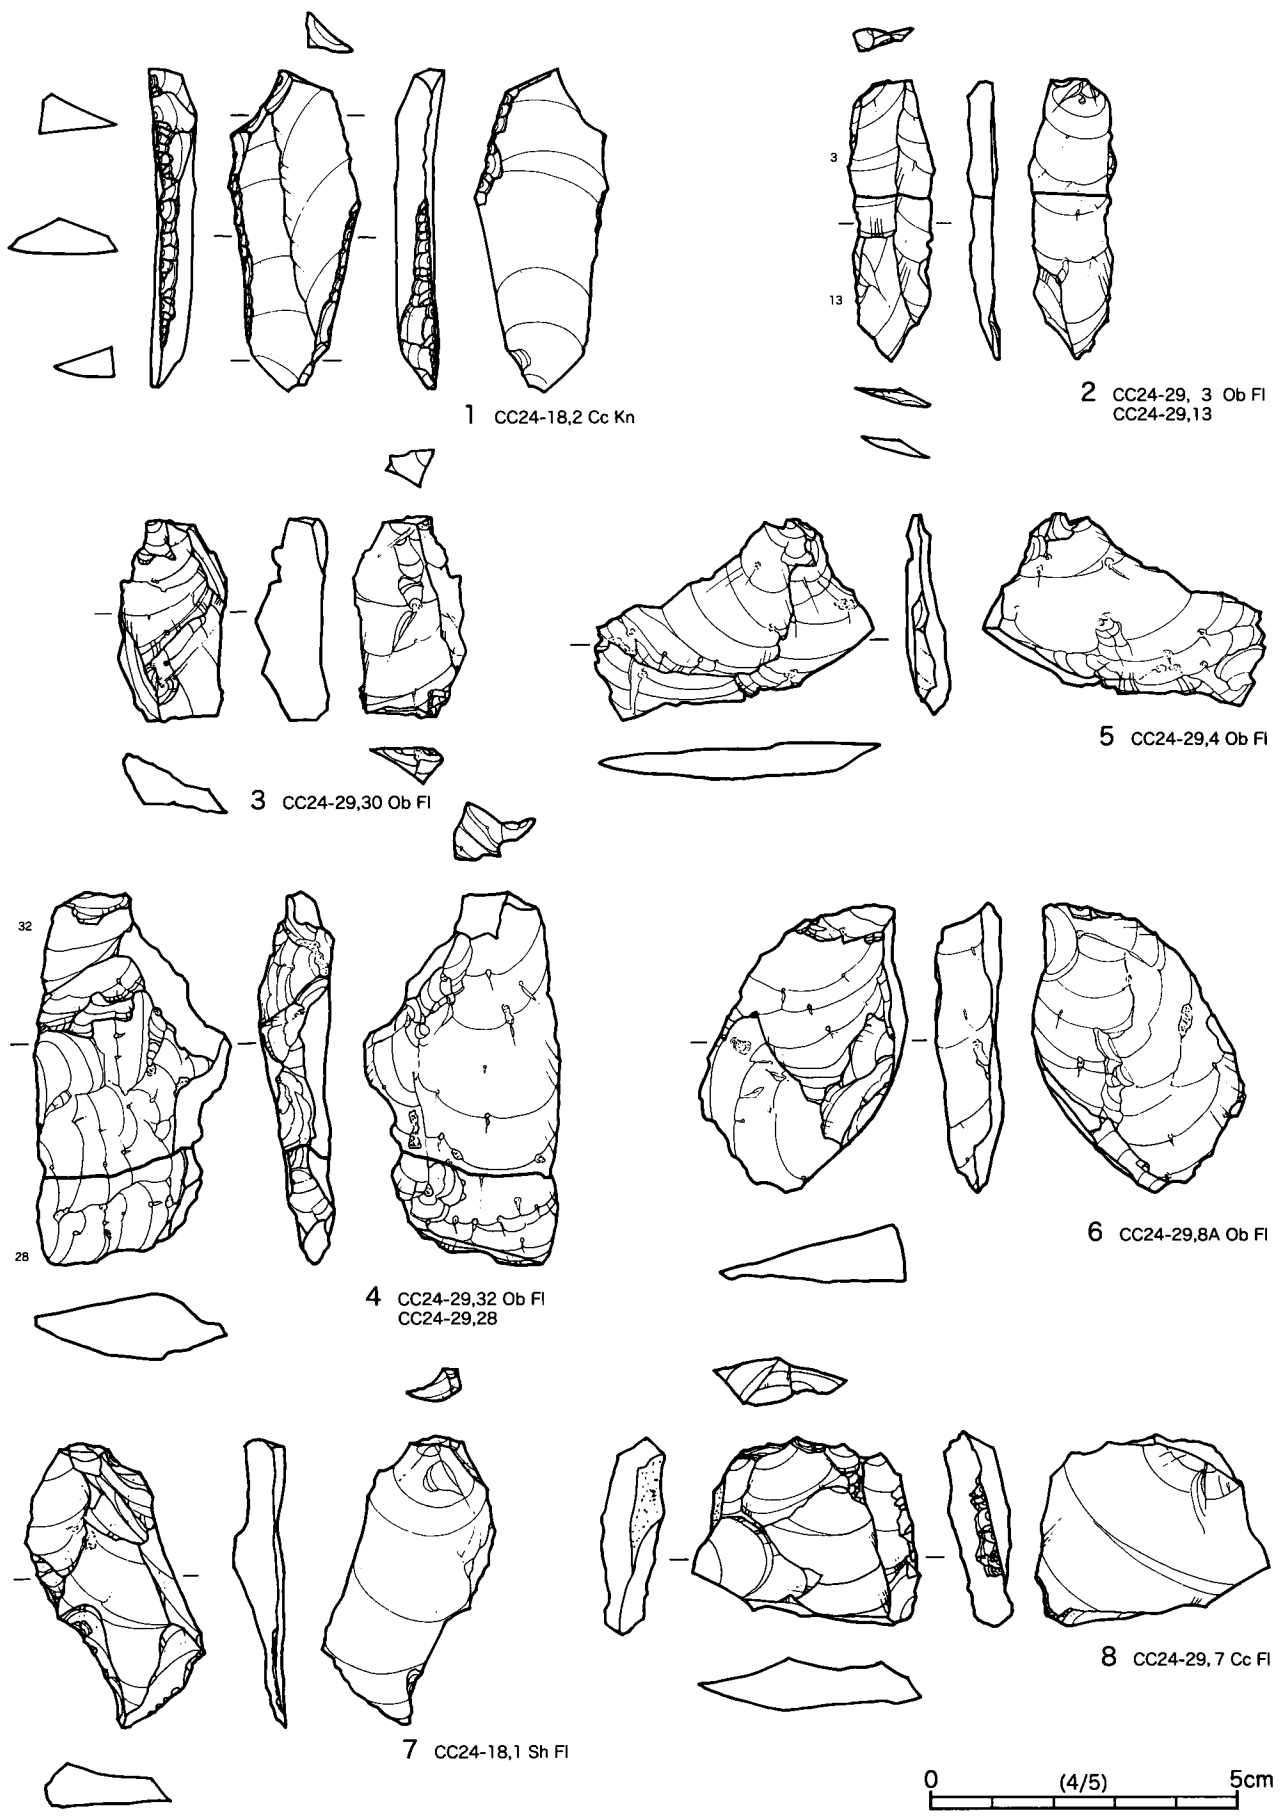 1 CC24-18,2 Cc Kn
3
13
2 CC24-29, 3 Ob Fl
CC24-29,13
3 CC24-29,30 Ob Fl
5 CC24-29,4 Ob Fl
32
28
4 CC24-29,32 Ob Fl
CC24-29,28
6 CC24-29,8A Ob Fl
7 CC24-18,1 Sh Fl
8 CC24-29, 7 Cc Fl
0 (4/5) 5cm